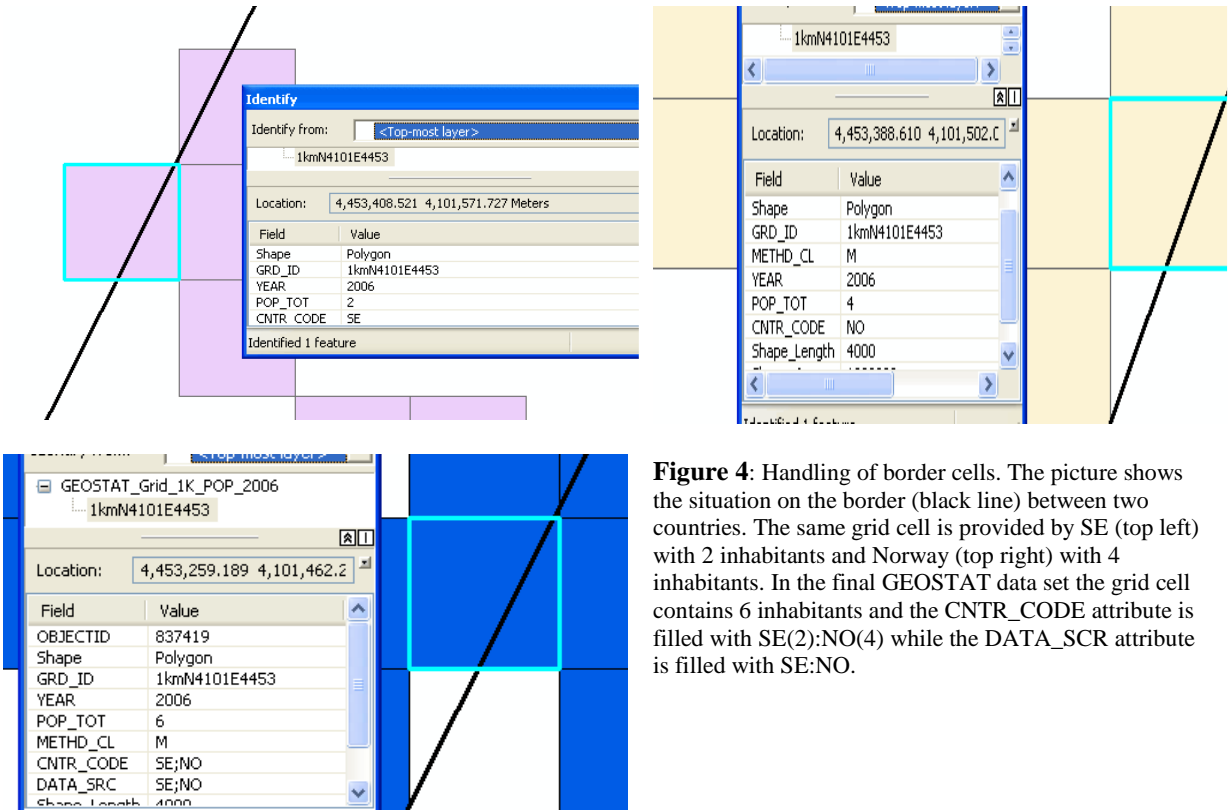 Identify
Identify from: <Top-most layer>
1kmN4101E4453
Location: 4,453,408.521 4,101,571.727 Meters
Field Value
Shape Polygon
GRD_ID 1kmN4101E4453
YEAR 2006
POP_TOT 2
CNTR_CODE SE
Identified 1 feature
1kmN4101E4453
Location: 4,453,388.610 4,101,502.0
Field Value
Shape Polygon
GRD_ID 1kmN4101E4453
METHD_CL M
YEAR 2006
POP_TOT 4
CNTR_CODE NO
Shape_Length 4000
Identified 1 feature
<Top-most layer>
GEOSTAT_Grid_1K_POP_2006
1kmN4101E4453
Location: 4,453,259.189 4,101,462.2
Field Value
OBJECTID 837419
Shape Polygon
GRD_ID 1kmN4101E4453
YEAR 2006
POP_TOT 6
METHD_CL M
CNTR_CODE SE;NO
DATA_SRC SE;NO
Shape_Length 4000
Figure 4: Handling of border cells. The picture shows
the situation on the border (black line) between two
countries. The same grid cell is provided by SE (top left)
with 2 inhabitants and Norway (top right) with 4
inhabitants. In the final GEOSTAT data set the grid cell
contains 6 inhabitants and the CNTR_CODE attribute is
filled with SE(2):NO(4) while the DATA_SCR attribute
is filled with SE:NO.